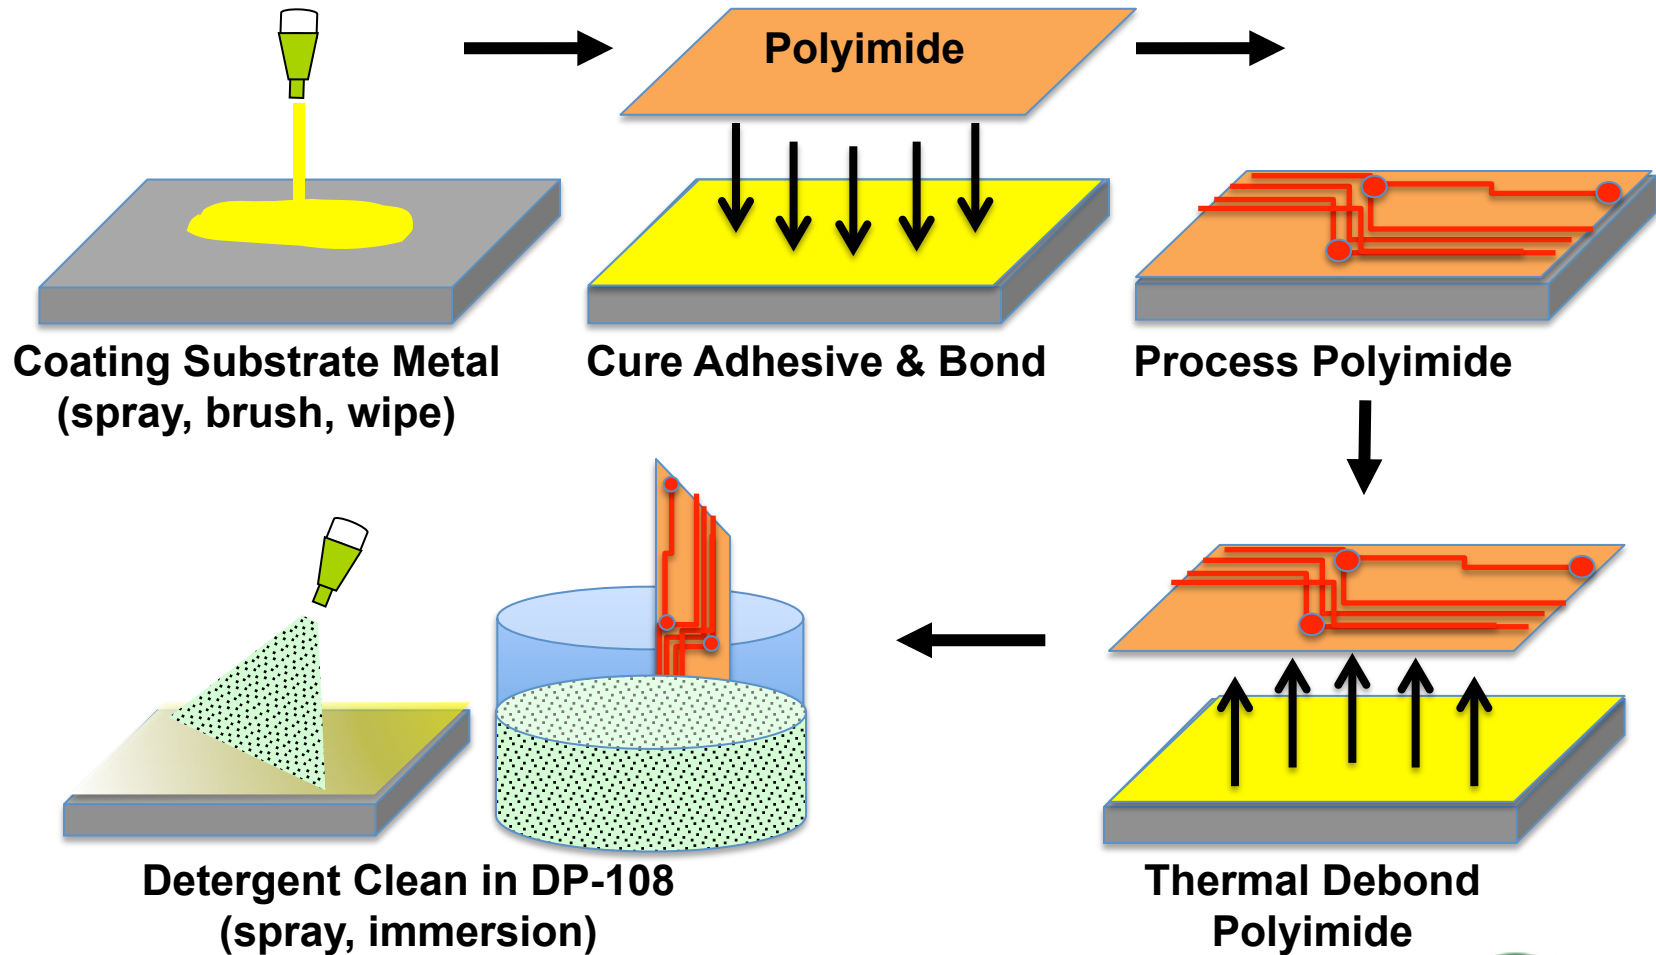 Polyimide
Coating Substrate Metal
(spray, brush, wipe)
Cure Adhesive & Bond
Process Polyimide
Detergent Clean in DP-108
(spray, immersion)
Thermal Debond
Polyimide